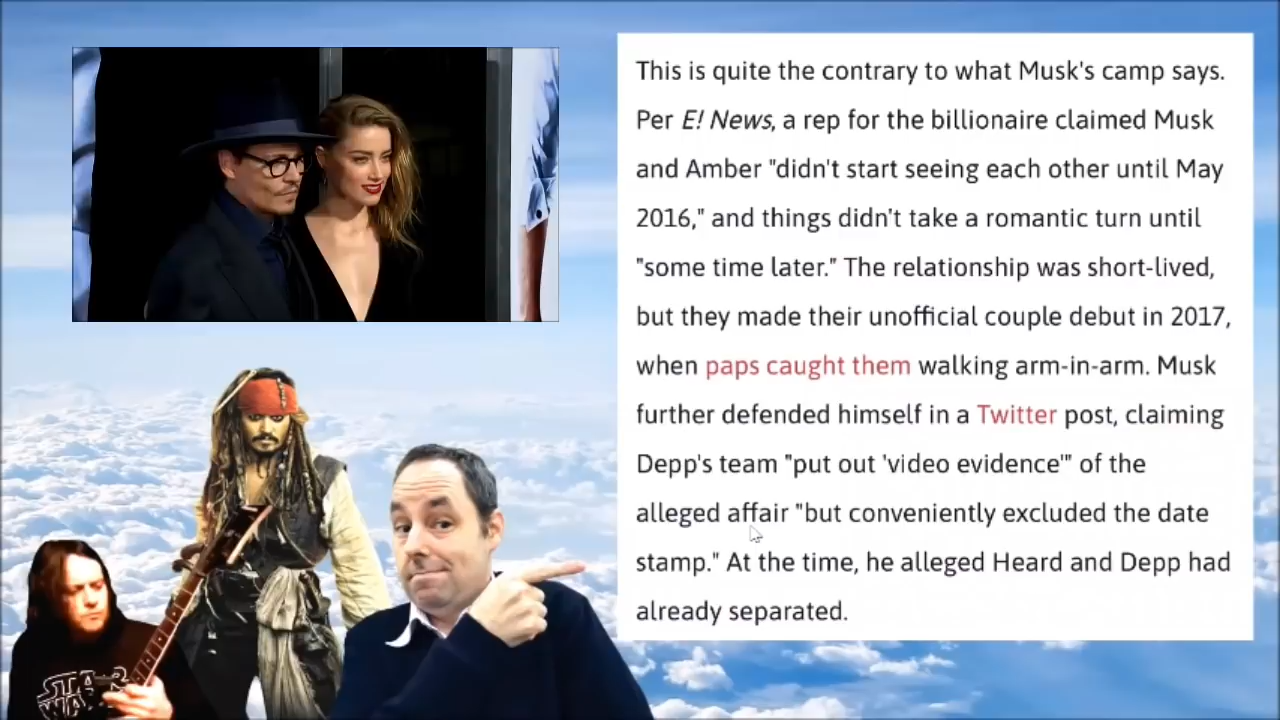 This is quite the contrary to what Musk's camp says.
Per E! News, a rep for the billionaire claimed Musk
and Amber "didn't start seeing each other until May
2016," and things didn't take a romantic turn until
"some time later." The relationship was short-lived,
but they made their unofficial couple debut in 2017,
when paps caught them walking arm-in-arm. Musk
further defended himself in a Twitter post, claiming
Depp's team "put out 'video evidence'" of the
alleged affair "but conveniently excluded the date
stamp." At the time, he alleged Heard and Depp had
already separated.
STAR
WARS